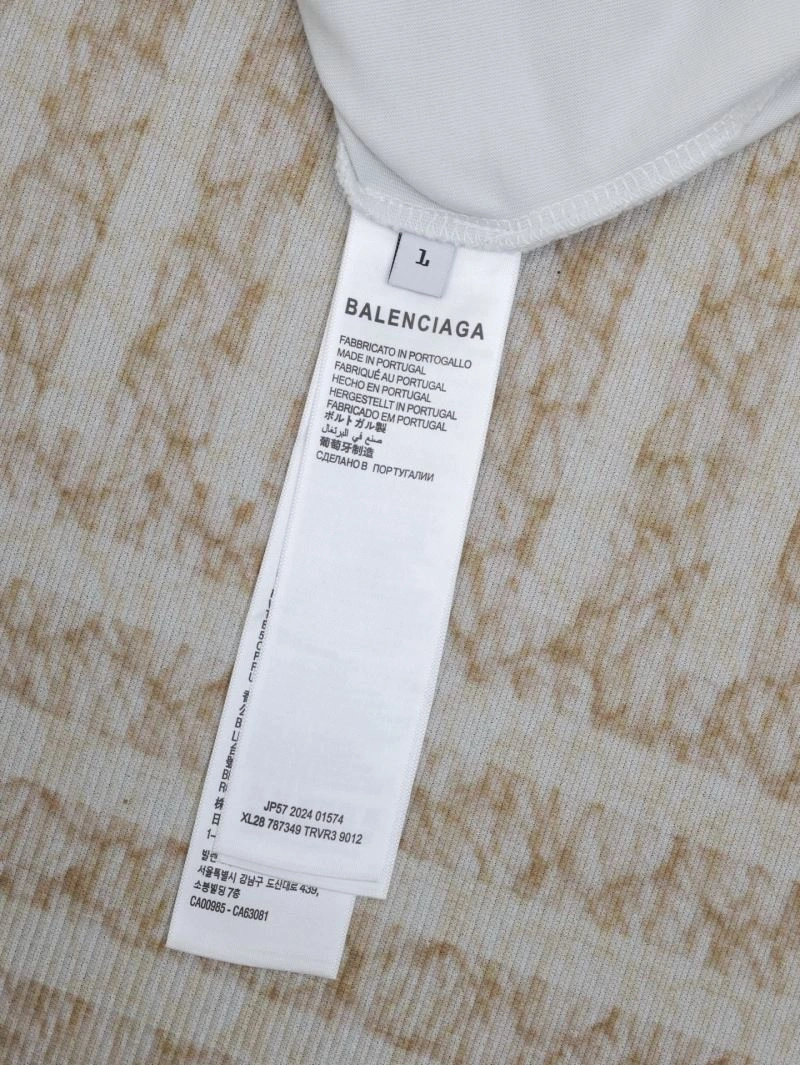 L
BALENCIAGA
FABBRICATO IN PORTOGALLO
MADE IN PORTUGAL
FABRIQUÉ AU PORTUGAL
HECHO EN PORTUGAL
HERGESTELLT IN PORTUGAL
FABRICADO EM PORTUGAL
ポルトガル製
صنع في البرتغال
葡萄牙制造
СДЕЛАНО В ПОРТУГАЛИИ
JP57 2024 01574
XL28 787349 TRVR3 9012
서울특별시 강남구 도산대로 439,
소봉빌딩 7층
CA00985 - CA63081